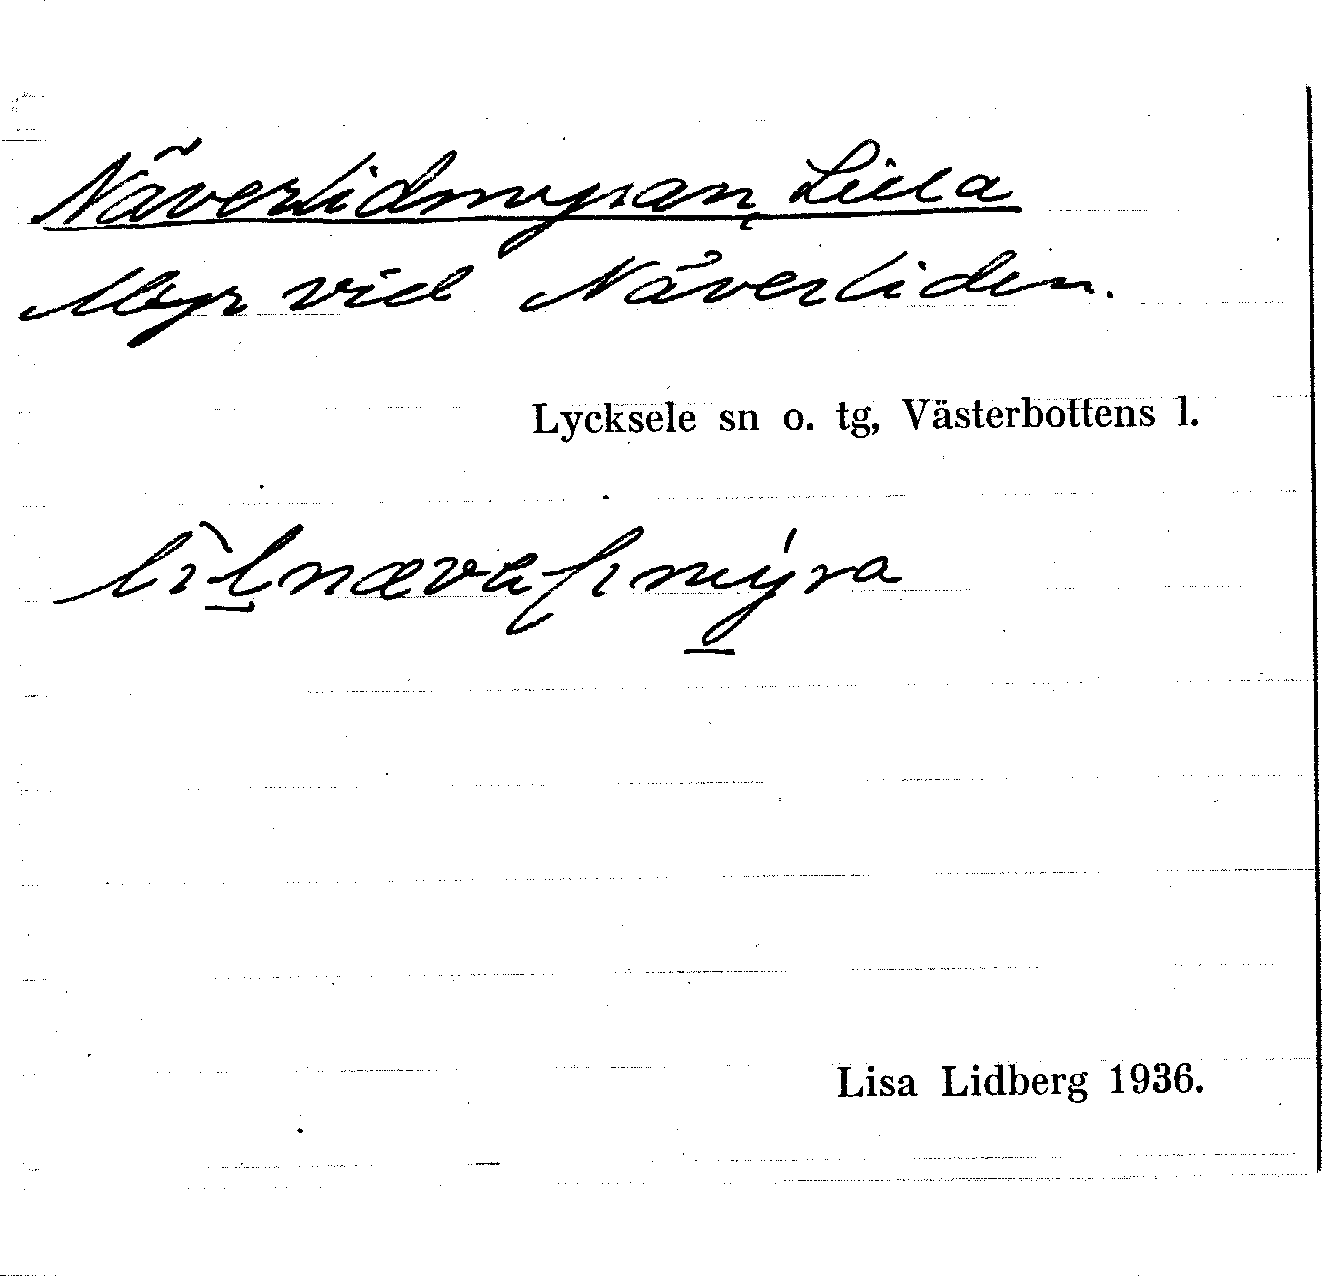 Näverlidmyran, Lilla
Myr vid Näverliden.
Lycksele sn o. tg, Västerbottens l.
Lisa Lidberg 1936.